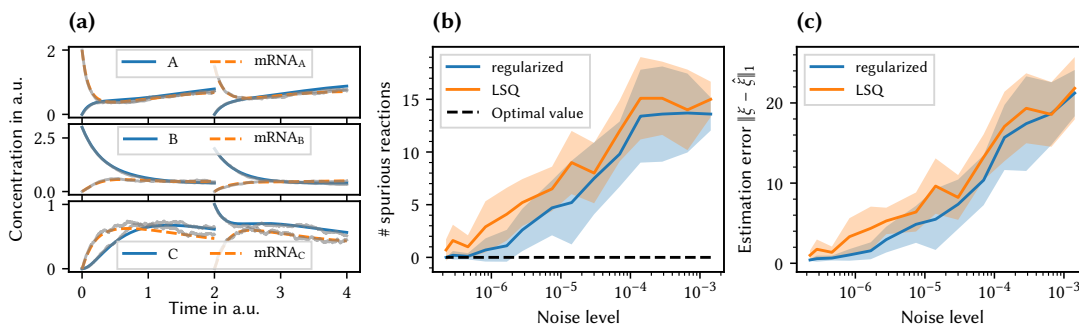 (a)
2
0
A
mRNA_A
2.5
0.0
B
mRNA_B
1
0
C
mRNA_C
0 1 2 3 4
Time in a.u.
Concentration in a.u.
(b)
15
10
5
0
# spurious reactions
regularized
LSQ
Optimal value
10⁻⁶ 10⁻⁵ 10⁻⁴ 10⁻³
Noise level
(c)
20
10
0
Estimation error ‖ξ − ξ̂‖₁
regularized
LSQ
10⁻⁶ 10⁻⁵ 10⁻⁴ 10⁻³
Noise level